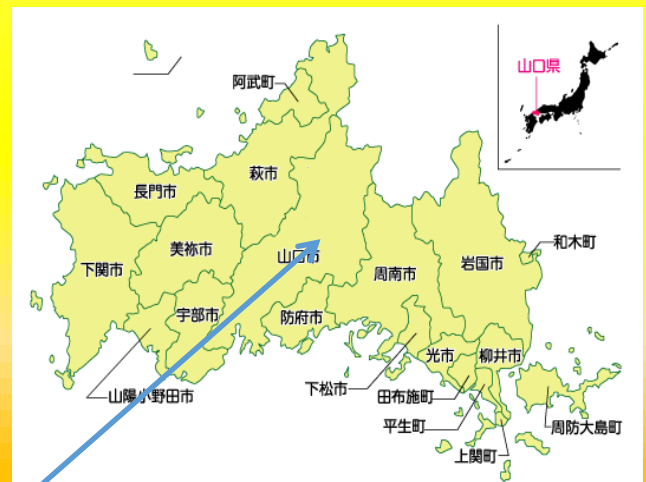 山口県
阿武町
萩市
長門市
和木町
美祢市
山口市
岩国市
下関市
周南市
宇部市
防府市
光市
柳井市
下松市
田布施町
山陽小野田市
平生町
周防大島町
上関町